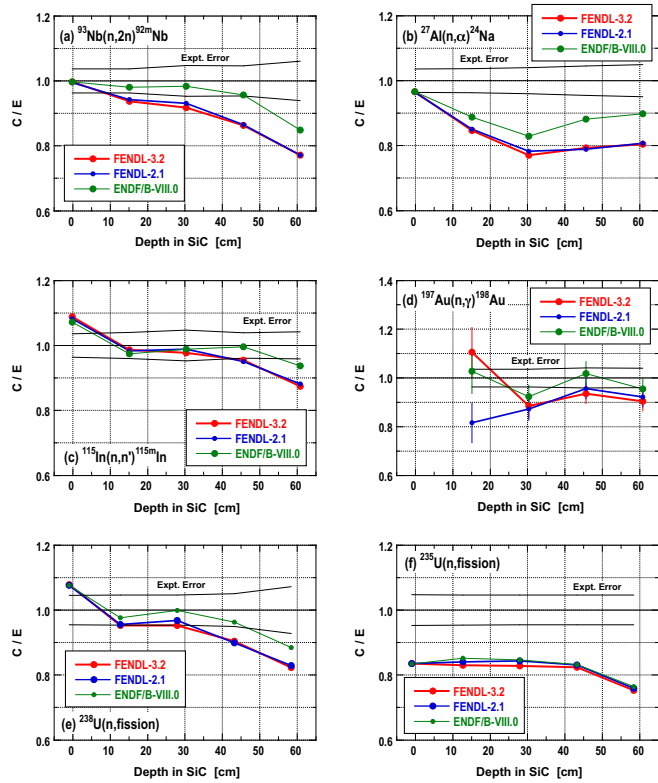 (a) ⁹³Nb(n,2n)⁹²ᵐNb
Expt. Error
FENDL-3.2
FENDL-2.1
ENDF/B-VIII.0
1.2
1.0
0.8
0.6
C / E
0 10 20 30 40 50 60
Depth in SiC [cm]
(b) ²⁷Al(n,α)²⁴Na
FENDL-3.2
FENDL-2.1
ENDF/B-VIII.0
Expt. Error
1.2
1.0
0.8
0.6
C / E
0 10 20 30 40 50 60
Depth in SiC [cm]
Expt. Error
FENDL-3.2
FENDL-2.1
ENDF/B-VIII.0
(c) ¹¹⁵In(n,n')¹¹⁵ᵐIn
1.2
1.0
0.8
0.6
C / E
0 10 20 30 40 50 60
Depth in SiC [cm]
(d) ¹⁹⁷Au(n,γ)¹⁹⁸Au
FENDL-3.2
FENDL-2.1
ENDF/B-VIII.0
Expt. Error
1.4
1.2
1.0
0.8
0.6
C / E
0 10 20 30 40 50 60
Depth in SiC [cm]
Expt. Error
FENDL-3.2
FENDL-2.1
ENDF/B-VIII.0
(e) ²³⁸U(n,fission)
1.2
1.0
0.8
0.6
C / E
0 10 20 30 40 50 60
Depth in SiC [cm]
(f) ²³⁵U(n,fission)
Expt. Error
FENDL-3.2
FENDL-2.1
ENDF/B-VIII.0
1.2
1.0
0.8
0.6
C / E
0 10 20 30 40 50 60
Depth in SiC [cm]